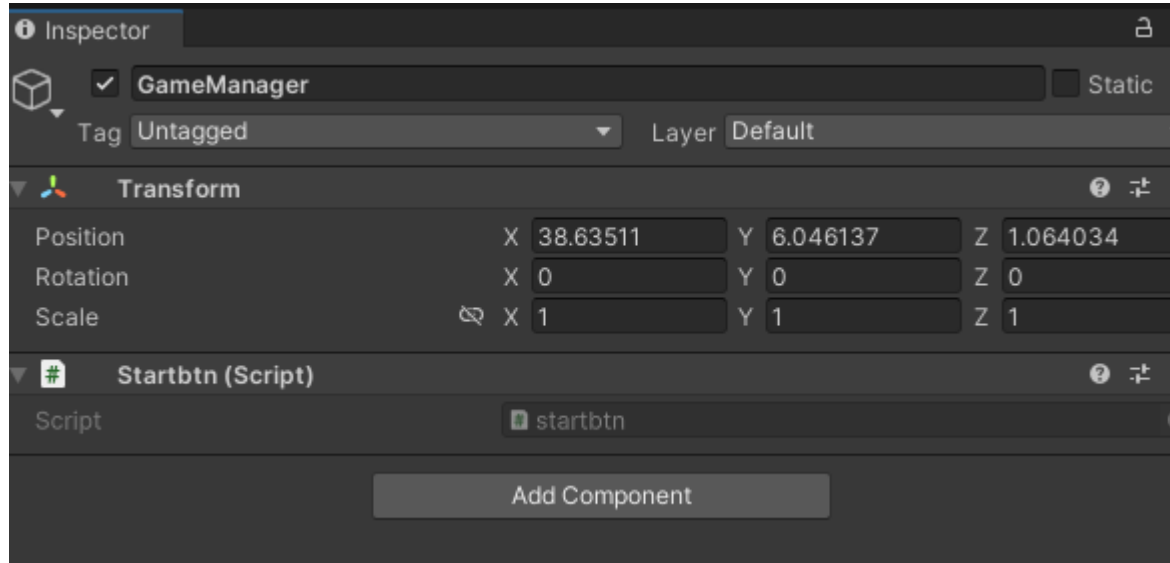 Inspector
GameManager Static
Tag Untagged Layer Default
Transform
Position X 38.63511 Y 6.046137 Z 1.064034
Rotation X 0 Y 0 Z 0
Scale X 1 Y 1 Z 1
# Startbtn (Script)
Script # startbtn
Add Component